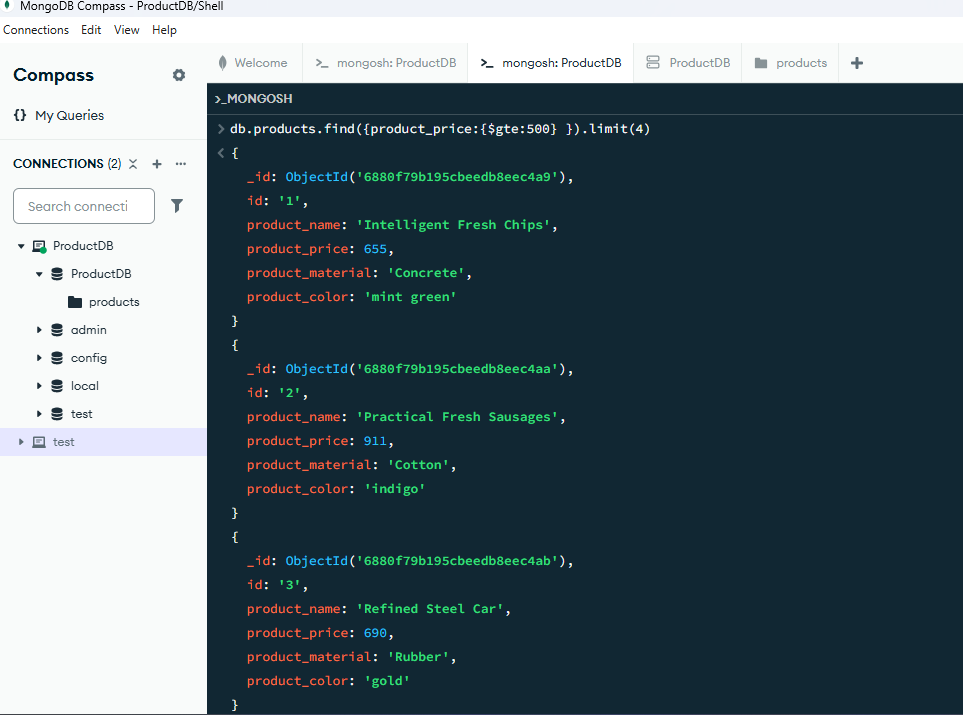 MongoDB Compass - ProductDB/Shell
Connections Edit View Help
Compass
{} My Queries
CONNECTIONS (2)
Search connecti
ProductDB
ProductDB
products
admin
config
local
test
test
Welcome >_ mongosh: ProductDB >_ mongosh: ProductDB ProductDB products +
>_MONGOSH
> db.products.find({product_price:{$gte:500} }).limit(4)
< {
_id: ObjectId('6880f79b195cbeedb8eec4a9'),
id: '1',
product_name: 'Intelligent Fresh Chips',
product_price: 655,
product_material: 'Concrete',
product_color: 'mint green'
}
{
_id: ObjectId('6880f79b195cbeedb8eec4aa'),
id: '2',
product_name: 'Practical Fresh Sausages',
product_price: 911,
product_material: 'Cotton',
product_color: 'indigo'
}
{
_id: ObjectId('6880f79b195cbeedb8eec4ab'),
id: '3',
product_name: 'Refined Steel Car',
product_price: 690,
product_material: 'Rubber',
product_color: 'gold'
}